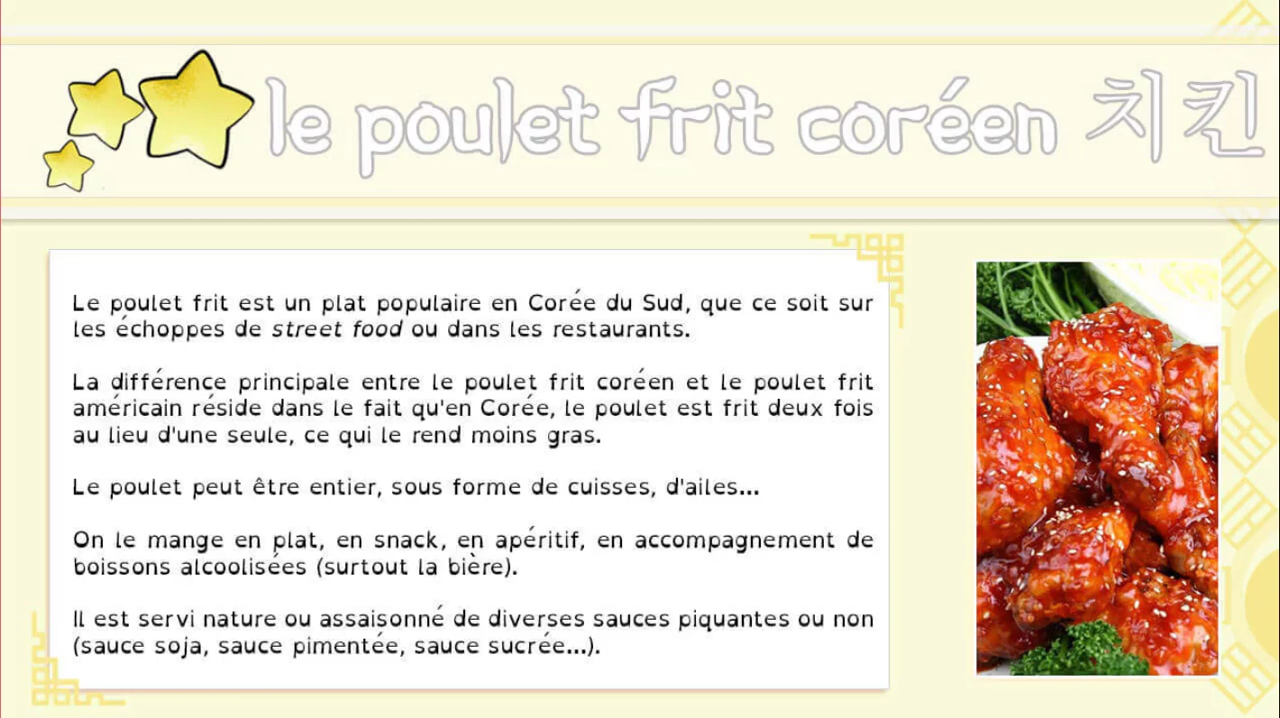 le poulet frit coréen 치킨
Le poulet frit est un plat populaire en Corée du Sud, que ce soit sur
les échoppes de street food ou dans les restaurants.
La différence principale entre le poulet frit coréen et le poulet frit
américain réside dans le fait qu'en Corée, le poulet est frit deux fois
au lieu d'une seule, ce qui le rend moins gras.
Le poulet peut être entier, sous forme de cuisses, d'ailes...
On le mange en plat, en snack, en apéritif, en accompagnement de
boissons alcoolisées (surtout la bière).
Il est servi nature ou assaisonné de diverses sauces piquantes ou non
(sauce soja, sauce pimentée, sauce sucrée...).